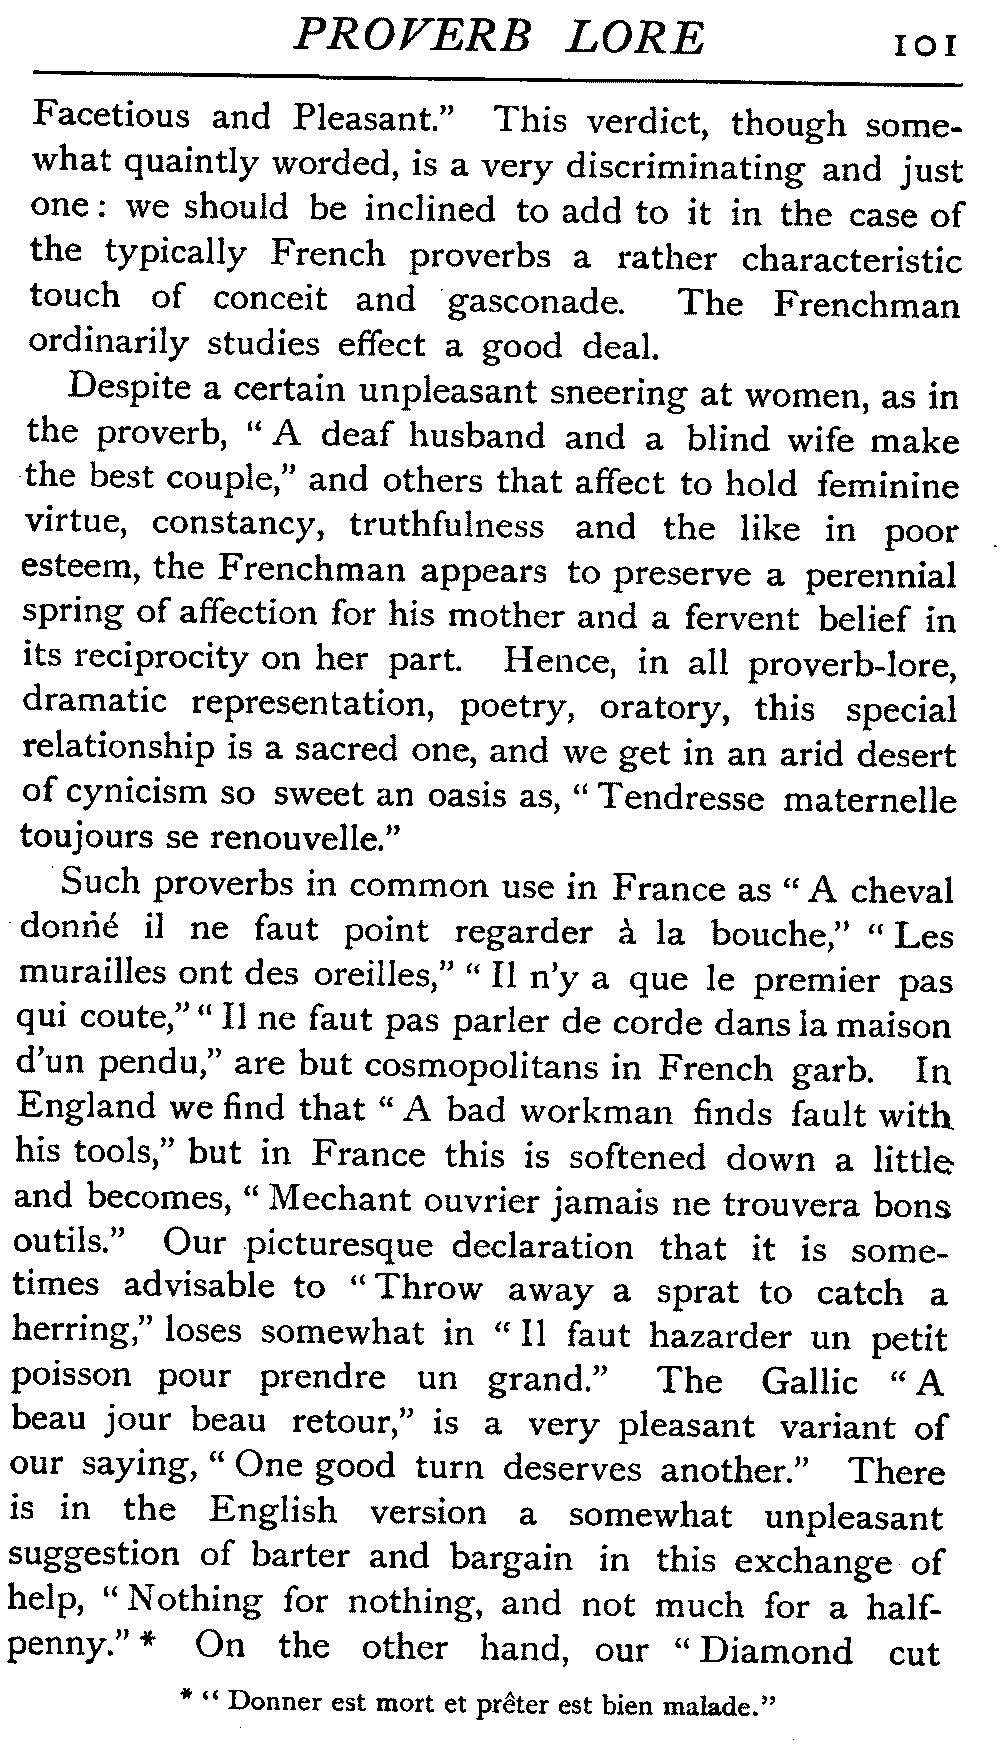 PROVERB LORE 101
Facetious and Pleasant.” This verdict, though some-
what quaintly worded, is a very discriminating and just
one: we should be inclined to add to it in the case of
the typically French proverbs a rather characteristic
touch of conceit and gasconade. The Frenchman
ordinarily studies effect a good deal.
Despite a certain unpleasant sneering at women, as in
the proverb, “A deaf husband and a blind wife make
the best couple,” and others that affect to hold feminine
virtue, constancy, truthfulness and the like in poor
esteem, the Frenchman appears to preserve a perennial
spring of affection for his mother and a fervent belief in
its reciprocity on her part. Hence, in all proverb-lore,
dramatic representation, poetry, oratory, this special
relationship is a sacred one, and we get in an arid desert
of cynicism so sweet an oasis as, “Tendresse maternelle
toujours se renouvelle.”
Such proverbs in common use in France as “A cheval
donné il ne faut point regarder à la bouche,” “Les
murailles ont des oreilles,” “Il n'y a que le premier pas
qui coute,” “Il ne faut pas parler de corde dans la maison
d'un pendu,” are but cosmopolitans in French garb. In
England we find that “A bad workman finds fault with
his tools,” but in France this is softened down a little
and becomes, “Mechant ouvrier jamais ne trouvera bons
outils.” Our picturesque declaration that it is some-
times advisable to “Throw away a sprat to catch a
herring,” loses somewhat in “Il faut hazarder un petit
poisson pour prendre un grand.” The Gallic “A
beau jour beau retour,” is a very pleasant variant of
our saying, “One good turn deserves another.” There
is in the English version a somewhat unpleasant
suggestion of barter and bargain in this exchange of
help, “Nothing for nothing, and not much for a half-
penny.”* On the other hand, our “Diamond cut
* “Donner est mort et prêter est bien malade.”